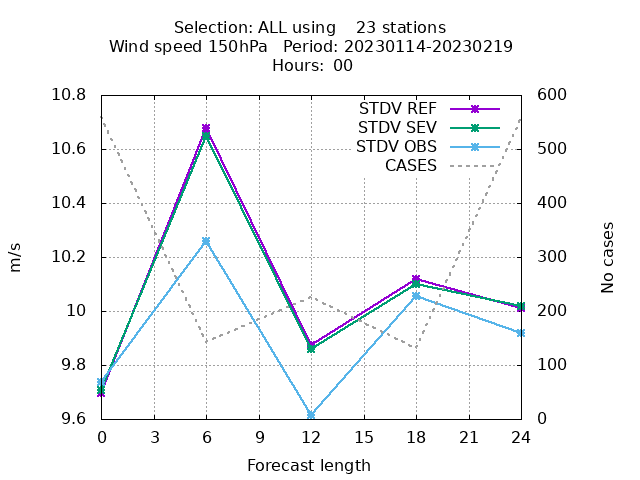 Selection: ALL using    23 stations
Wind speed 150hPa   Period: 20230114-20230219
Hours:  00
STDV REF
STDV SEV
STDV OBS
CASES
10.8
10.6
10.4
10.2
10
9.8
9.6
600
500
400
300
200
100
0
m/s
No cases
0 3 6 9 12 15 18 21 24
Forecast length